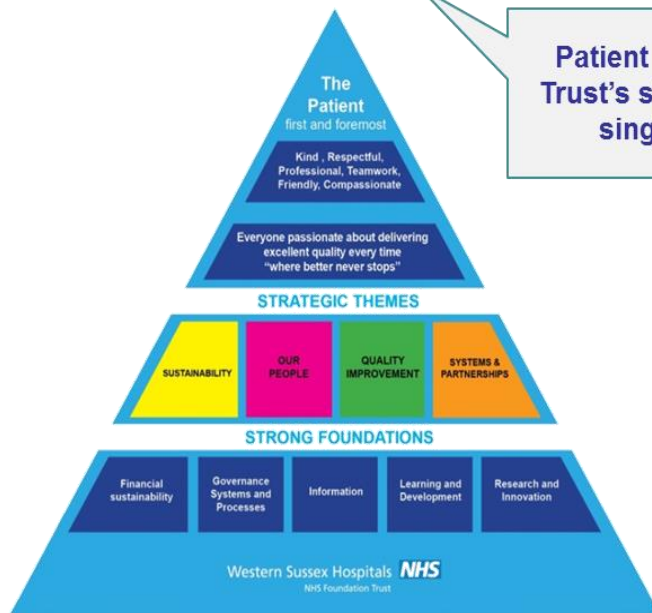 Patient
Trust's s
sing
The
Patient
first and foremost
Kind , Respectful,
Professional, Teamwork,
Friendly, Compassionate
Everyone passionate about delivering
excellent quality every time
"where better never stops"
STRATEGIC THEMES
SUSTAINABILITY
OUR
PEOPLE
QUALITY
IMPROVEMENT
SYSTEMS &
PARTNERSHIPS
STRONG FOUNDATIONS
Financial
sustainability
Governance
Systems and
Processes
Information
Learning and
Development
Research and
Innovation
Western Sussex Hospitals NHS
NHS Foundation Trust